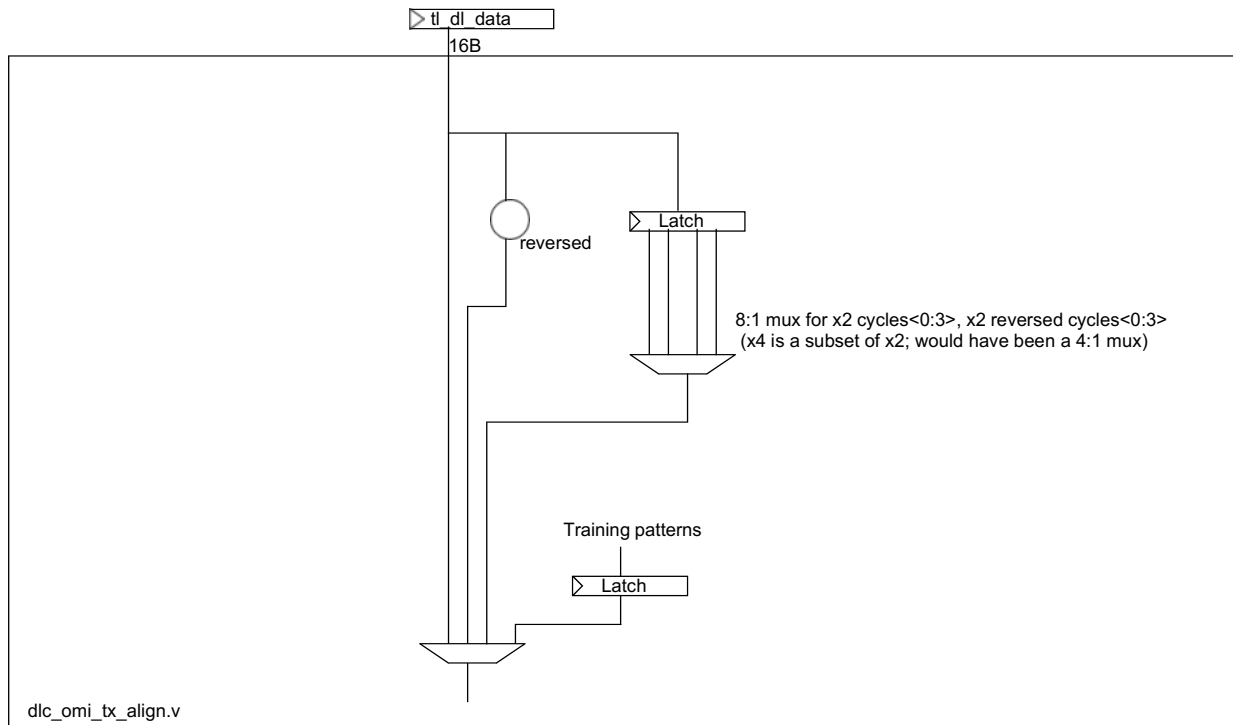 tl_dl_data
16B
reversed
Latch
8:1 mux for x2 cycles<0:3>, x2 reversed cycles<0:3>
(x4 is a subset of x2; would have been a 4:1 mux)
Training patterns
Latch
dlc_omi_tx_align.v